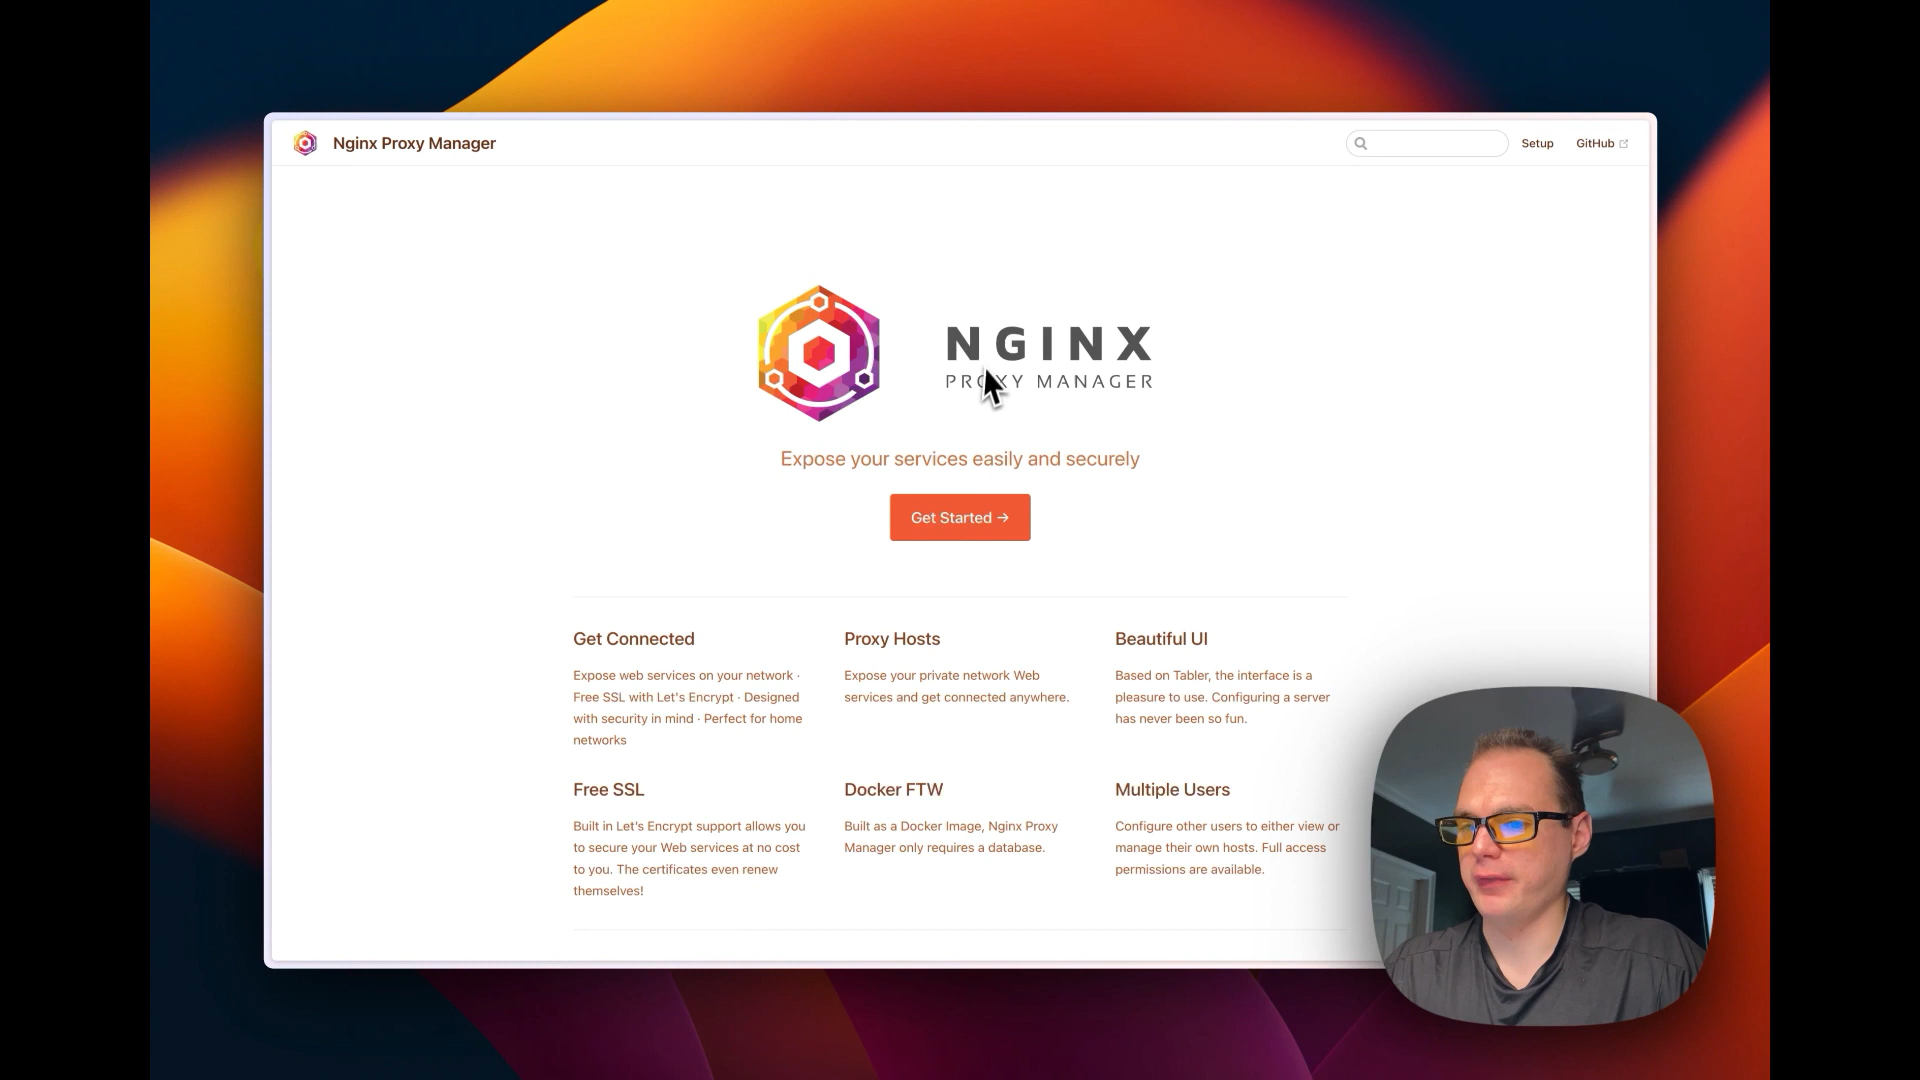 Nginx Proxy Manager
Setup
GitHub
NGINX
PROXY MANAGER
Expose your services easily and securely
Get Started →
Get Connected
Expose web services on your network ·
Free SSL with Let's Encrypt · Designed
with security in mind · Perfect for home
networks
Proxy Hosts
Expose your private network Web
services and get connected anywhere.
Beautiful UI
Based on Tabler, the interface is a
pleasure to use. Configuring a server
has never been so fun.
Free SSL
Built in Let's Encrypt support allows you
to secure your Web services at no cost
to you. The certificates even renew
themselves!
Docker FTW
Built as a Docker Image, Nginx Proxy
Manager only requires a database.
Multiple Users
Configure other users to either view or
manage their own hosts. Full access
permissions are available.